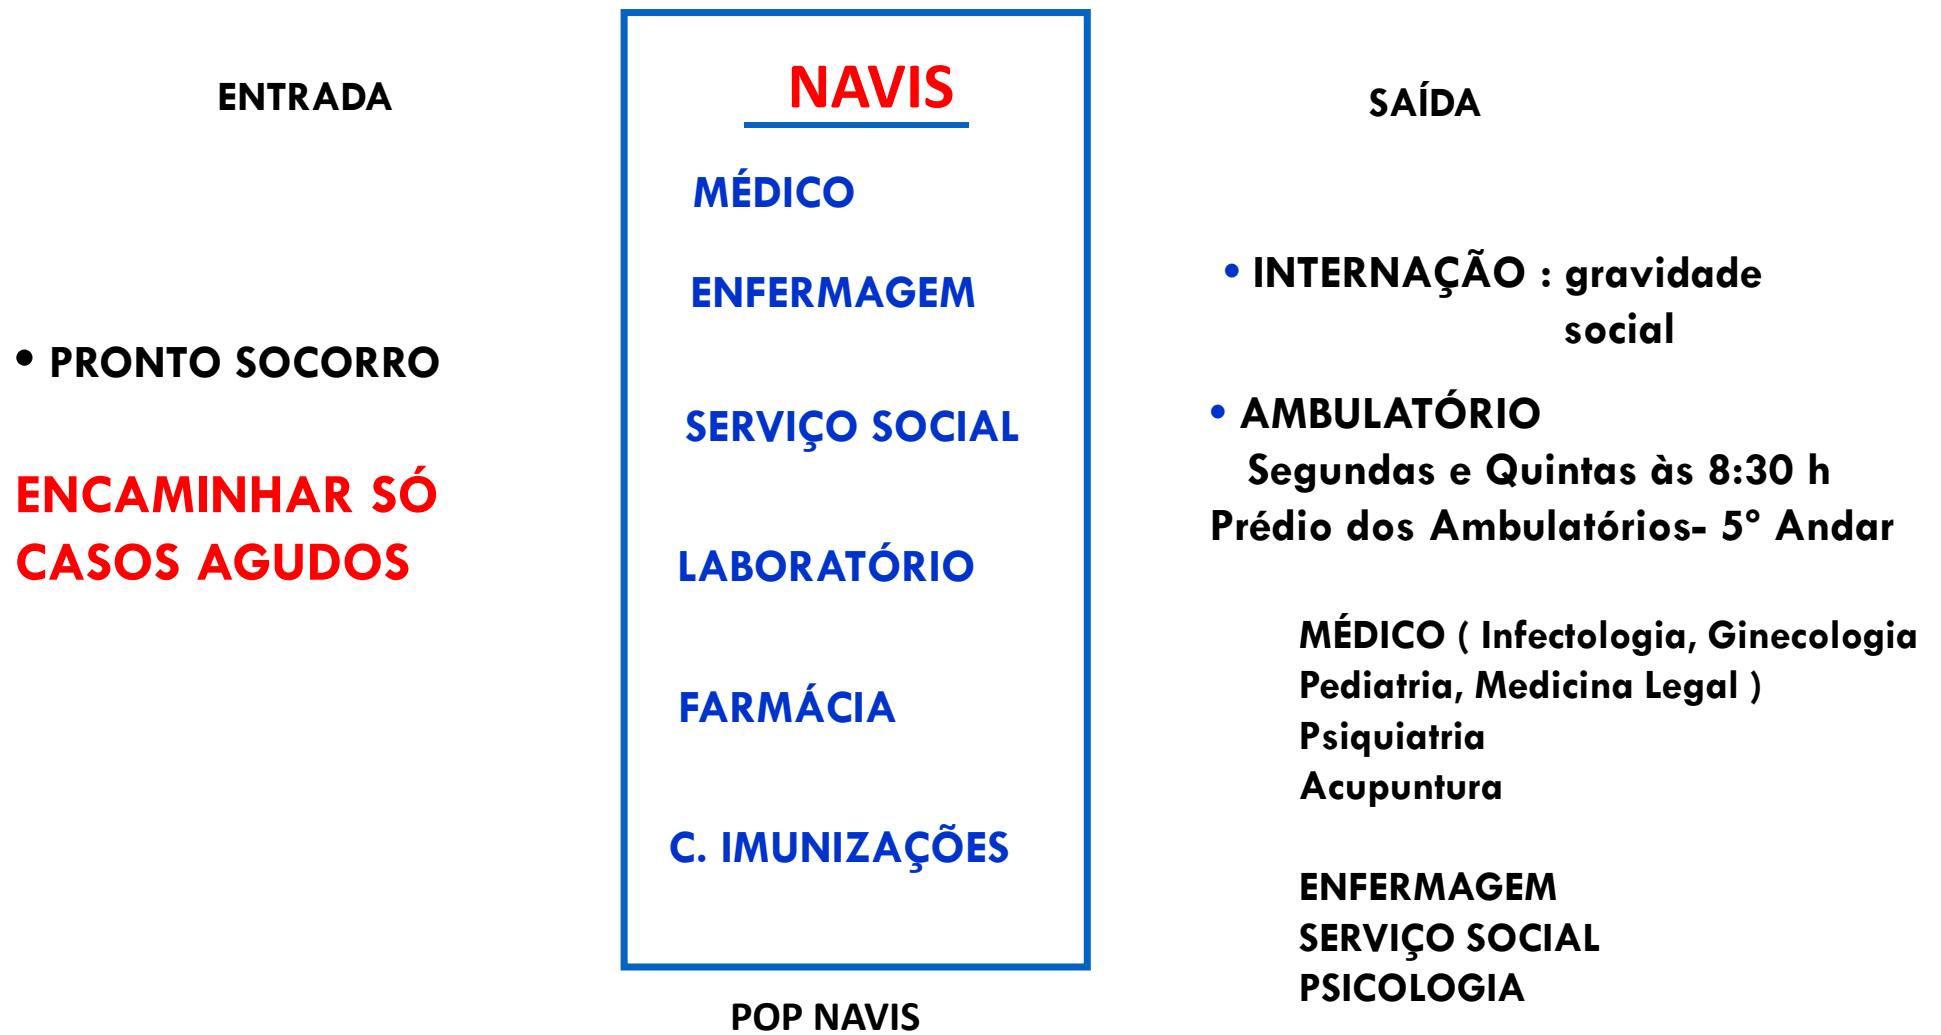 ENTRADA
• PRONTO SOCORRO
ENCAMINHAR SÓ
CASOS AGUDOS
NAVIS
MÉDICO
ENFERMAGEM
SERVIÇO SOCIAL
LABORATÓRIO
FARMÁCIA
C. IMUNIZAÇÕES
POP NAVIS
SAÍDA
• INTERNAÇÃO : gravidade
social
• AMBULATÓRIO
Segundas e Quintas às 8:30 h
Prédio dos Ambulatórios- 5° Andar
MÉDICO ( Infectologia, Ginecologia
Pediatria, Medicina Legal )
Psiquiatria
Acupuntura
ENFERMAGEM
SERVIÇO SOCIAL
PSICOLOGIA